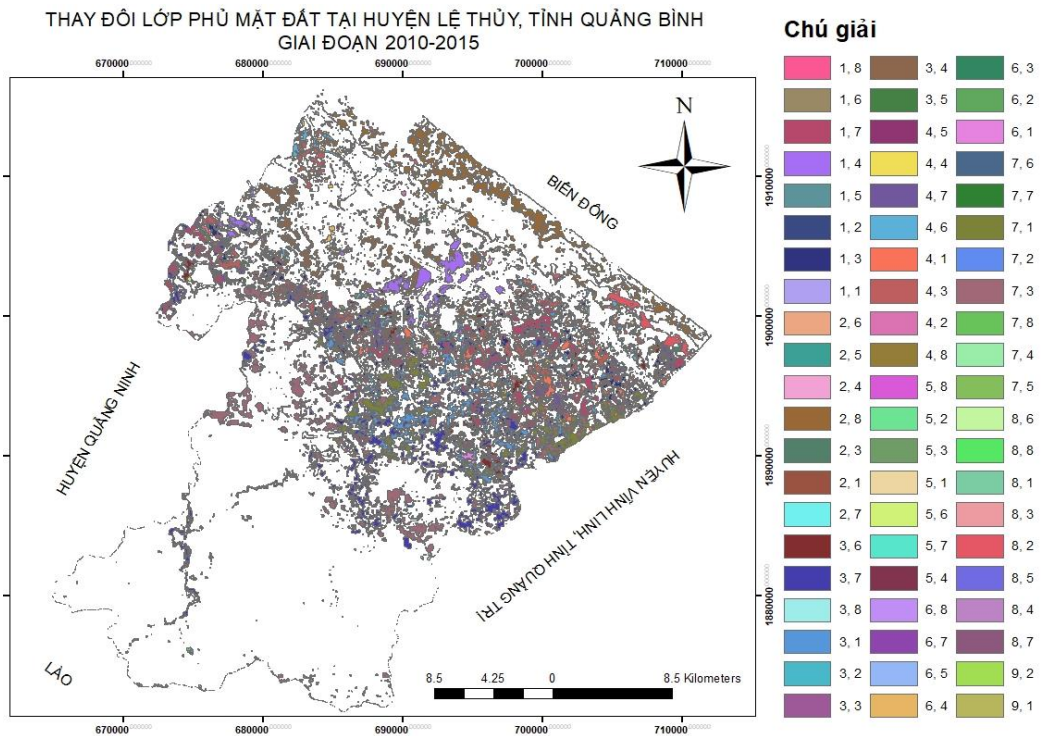 THAY ĐỔI LỚP PHỦ MẶT ĐẤT TẠI HUYỆN LỆ THỦY, TỈNH QUẢNG BÌNH
GIAI ĐOẠN 2010-2015
Chú giải
670000 680000 690000 700000 710000
N
BIỂN ĐÔNG
HUYỆN QUẢNG NINH
HUYỆN VĨNH LINH, TỈNH QUẢNG TRỊ
LÀO
1910000
1900000
1890000
1880000
8.5 4.25 0 8.5 Kilometers
670000 680000 690000 700000 710000
1, 8 3, 4 6, 3
1, 6 3, 5 6, 2
1, 7 4, 5 6, 1
1, 4 4, 4 7, 6
1, 5 4, 7 7, 7
1, 2 4, 6 7, 1
1, 3 4, 1 7, 2
1, 1 4, 3 7, 3
2, 6 4, 2 7, 8
2, 5 4, 8 7, 4
2, 4 5, 8 7, 5
2, 8 5, 2 8, 6
2, 3 5, 3 8, 8
2, 1 5, 1 8, 1
2, 7 5, 6 8, 3
3, 6 5, 7 8, 2
3, 7 5, 4 8, 5
3, 8 6, 8 8, 4
3, 1 6, 7 8, 7
3, 2 6, 5 9, 2
3, 3 6, 4 9, 1